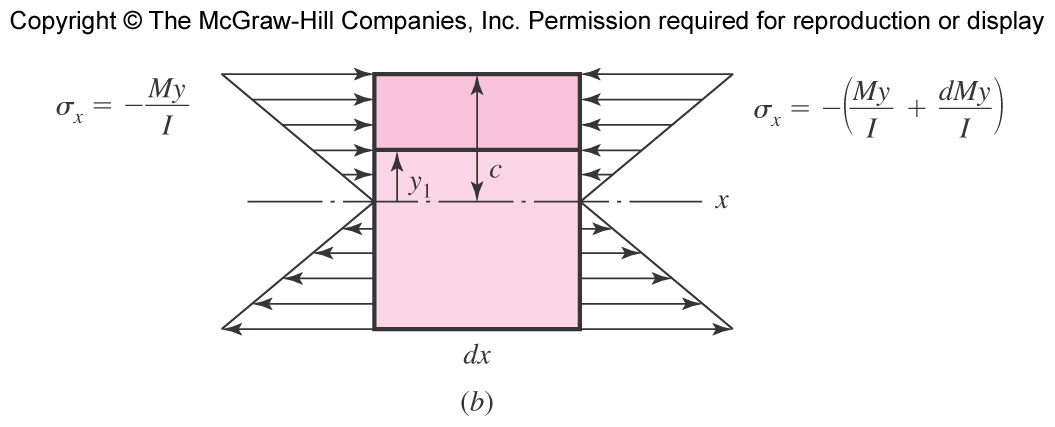 Copyright © The McGraw-Hill Companies, Inc. Permission required for reproduction or display
σₓ = −My/I
σₓ = −(My/I + dMy/I)
c
y₁
x
dx
(b)